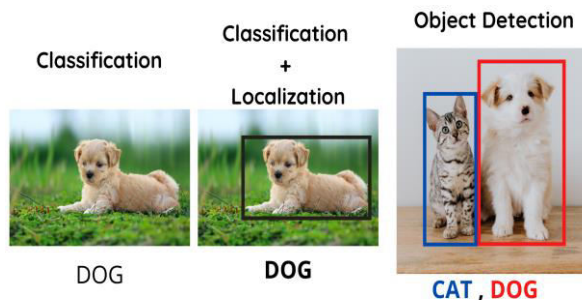 Classification
DOG
Classification
+
Localization
DOG
Object Detection
CAT , DOG